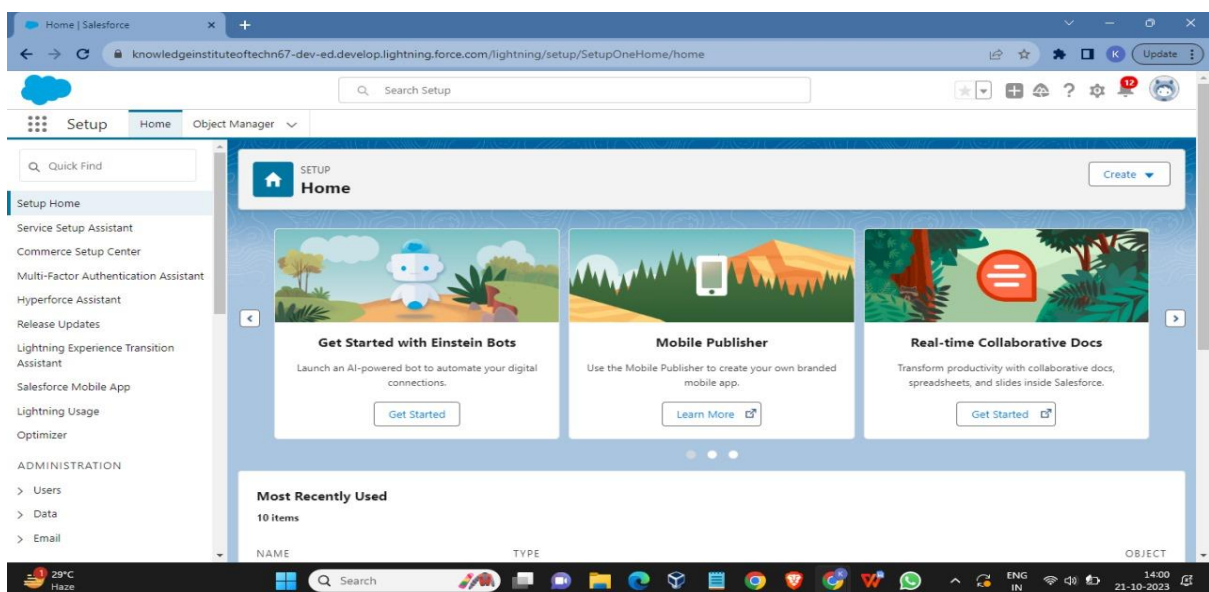 Home | Salesforce
knowledgeinstituteoftechn67-dev-ed.develop.lightning.force.com/lightning/setup/SetupOneHome/home
K
Update
Search Setup
12
Setup
Home
Object Manager
Quick Find
Setup Home
Service Setup Assistant
Commerce Setup Center
Multi-Factor Authentication Assistant
Hyperforce Assistant
Release Updates
Lightning Experience Transition
Assistant
Salesforce Mobile App
Lightning Usage
Optimizer
ADMINISTRATION
Users
Data
Email
SETUP
Home
Create
Get Started with Einstein Bots
Launch an AI-powered bot to automate your digital
connections.
Get Started
Mobile Publisher
Use the Mobile Publisher to create your own branded
mobile app.
Learn More
Real-time Collaborative Docs
Transform productivity with collaborative docs,
spreadsheets, and slides inside Salesforce.
Get Started
Most Recently Used
10 items
NAME TYPE OBJECT
1
29°C
Haze
Search
ENG
IN
14:00
21-10-2023